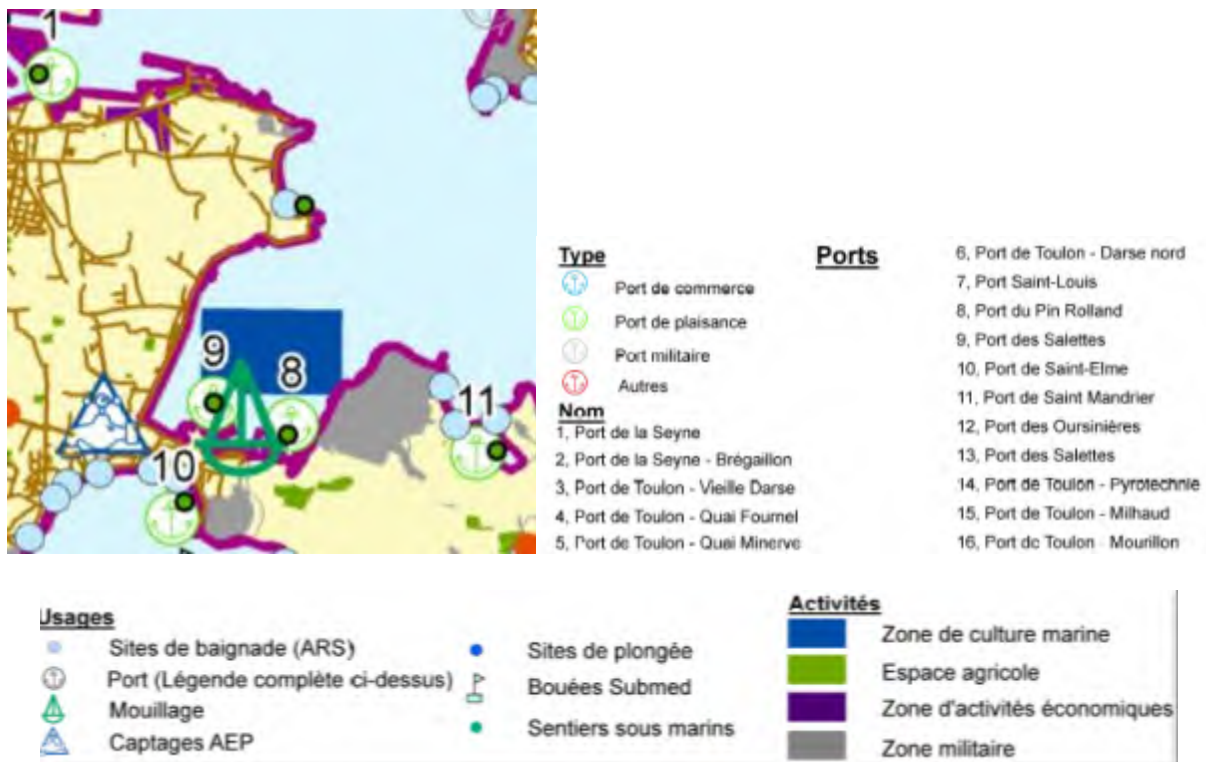 1
9
8
11
10
Type
Port de commerce
Port de plaisance
Port militaire
Autres
Nom
1, Port de la Seyne
2, Port de la Seyne - Brégaillon
3, Port de Toulon - Vieille Darse
4, Port de Toulon - Quai Fournel
5, Port de Toulon - Quai Minerve
Ports
6, Port de Toulon - Darse nord
7, Port Saint-Louis
8, Port du Pin Rolland
9, Port des Salettes
10, Port de Saint-Elme
11, Port de Saint Mandrier
12, Port des Oursinières
13, Port des Salettes
14, Port de Toulon - Pyrotechnie
15, Port de Toulon - Milhaud
16, Port de Toulon - Mourillon
Usages
Sites de baignade (ARS)
Port (Légende complète ci-dessus)
Mouillage
Captages AEP
Sites de plongée
Bouées Submed
Sentiers sous marins
Activités
Zone de culture marine
Espace agricole
Zone d'activités économiques
Zone militaire